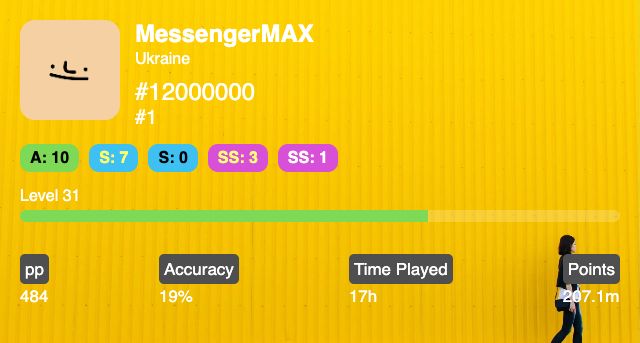 MessengerMAX
Ukraine
#12000000
#1
A: 10 S: 7 S: 0 SS: 3 SS: 1
Level 31
pp Accuracy Time Played Points
484 19% 17h 207.1m